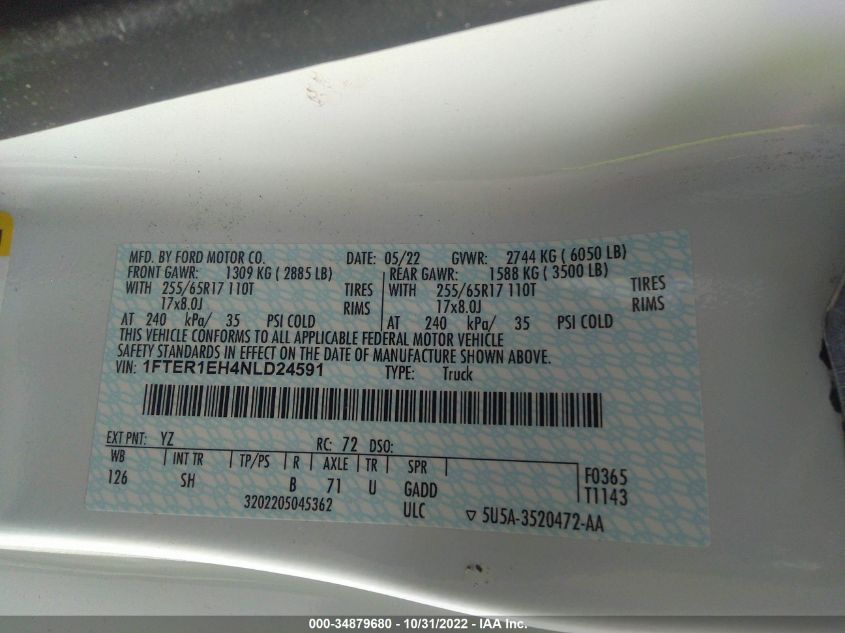 MFD. BY FORD MOTOR CO. DATE: 05/22 GVWR: 2744 KG ( 6050 LB)
FRONT GAWR: 1309 KG ( 2885 LB) REAR GAWR: 1588 KG ( 3500 LB)
WITH 255/65R17 110T TIRES WITH 255/65R17 110T TIRES
17x8.0J RIMS 17x8.0J RIMS
AT 240 kPa/ 35 PSI COLD AT 240 kPa/ 35 PSI COLD
THIS VEHICLE CONFORMS TO ALL APPLICABLE FEDERAL MOTOR VEHICLE
SAFETY STANDARDS IN EFFECT ON THE DATE OF MANUFACTURE SHOWN ABOVE.
VIN: 1FTER1EH4NLD24591 TYPE: Truck
EXT PNT: YZ RC: 72 DSO:
WB INT TR TP/PS R AXLE TR SPR F0365
126 SH B 71 U GADD T1143
3202205045362 ULC ▽ 5U5A-3520472-AA
000-34879680 - 10/31/2022 - IAA Inc.